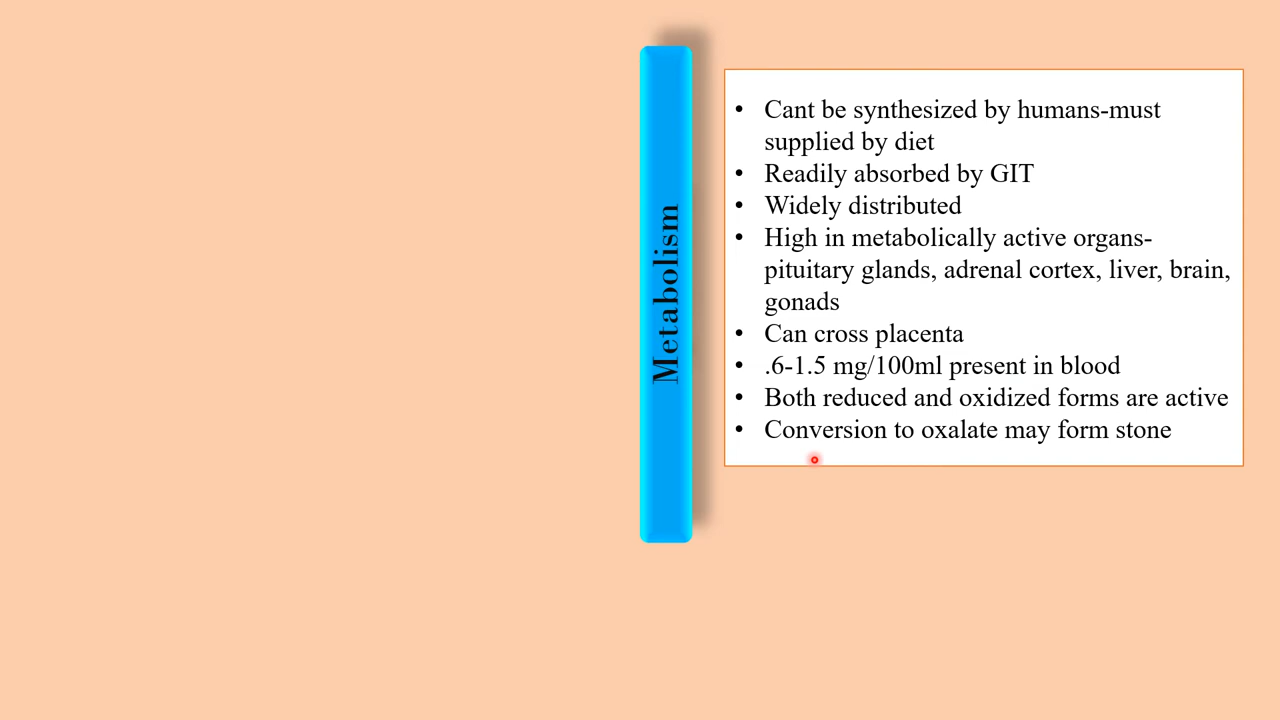 Metabolism
• Cant be synthesized by humans-must
supplied by diet
• Readily absorbed by GIT
• Widely distributed
• High in metabolically active organs-
pituitary glands, adrenal cortex, liver, brain,
gonads
• Can cross placenta
• .6-1.5 mg/100ml present in blood
• Both reduced and oxidized forms are active
• Conversion to oxalate may form stone